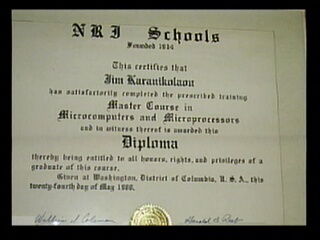 NRI Schools
Founded 1914
This certifies that
Jim Karanikolaou
has satisfactorily completed the prescribed training
Master Course in
Microcomputers and Microprocessors
and in witness thereof is awarded this
Diploma
thereby being entitled to all honors, rights, and privileges of a
graduate of this course.
Given at Washington, District of Columbia, U. S. A., this
twenty-fourth day of May 1988.